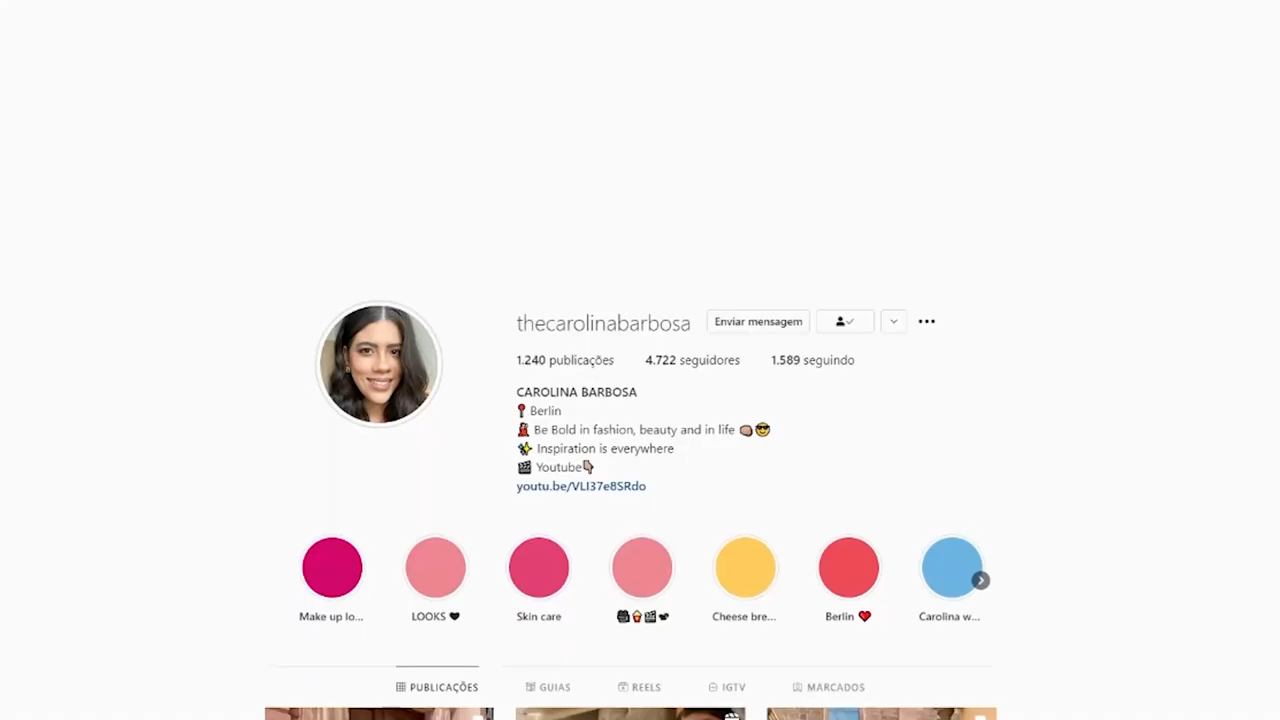 thecarolinabarbosa Enviar mensagem
1.240 publicações 4.722 seguidores 1.589 seguindo
CAROLINA BARBOSA
Berlin
Be Bold in fashion, beauty and in life
Inspiration is everywhere
Youtube
youtu.be/VLI37e8SRdo
Make up lo... LOOKS Skin care Cheese bre... Berlin Carolina w...
PUBLICAÇÕES GUIAS REELS IGTV MARCADOS